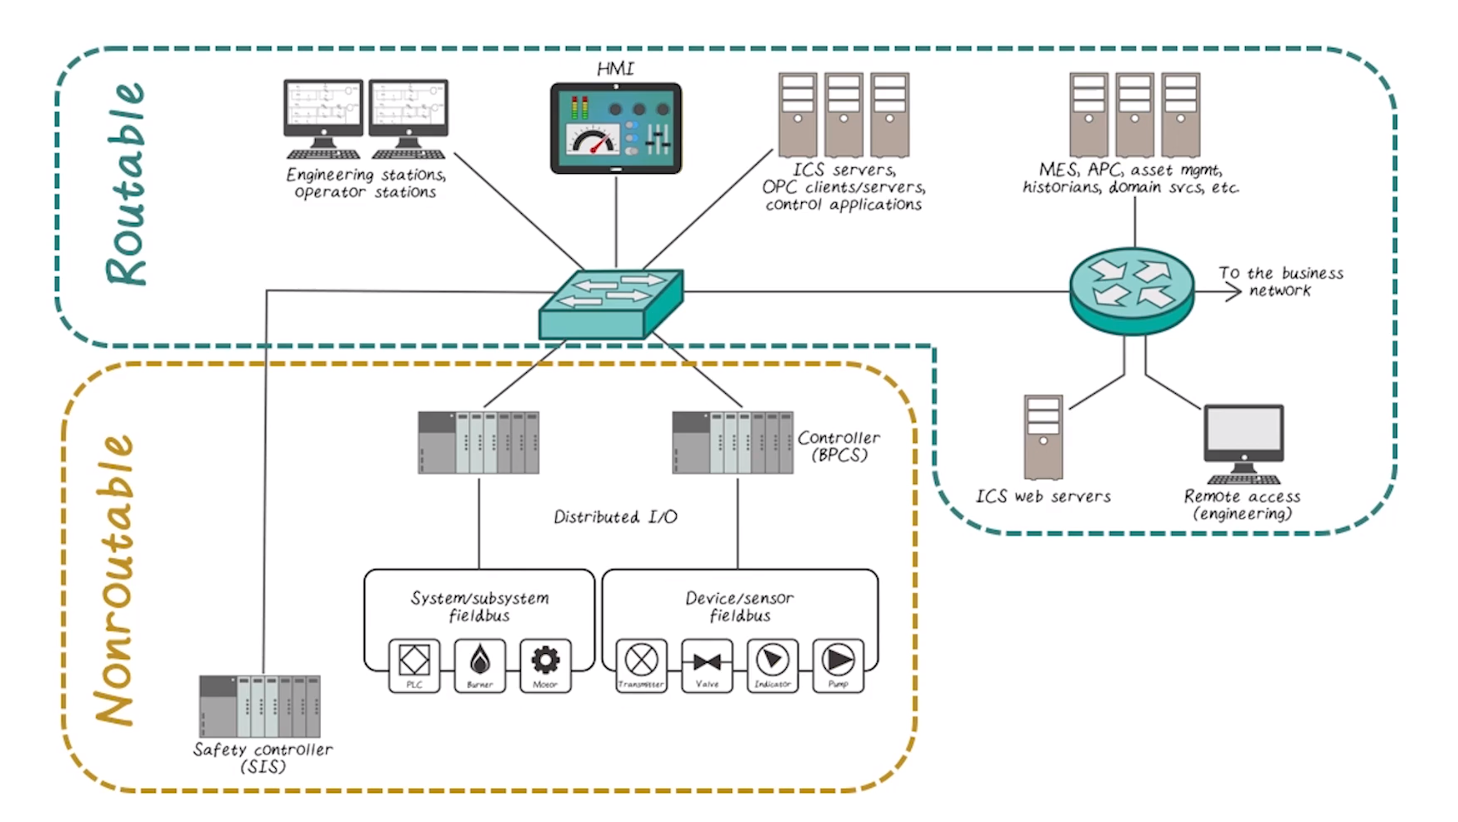 Routable
HMI
Engineering stations,
operator stations
ICS servers,
OPC clients/servers,
control applications
MES, APC, asset mgmt,
historians, domain svcs, etc.
To the business
network
ICS web servers
Remote access
(engineering)
Nonroutable
Controller
(BPCS)
Distributed I/O
System/subsystem
fieldbus
PLC
Burner
Motor
Device/sensor
fieldbus
Transmitter
Valve
Indicator
Pump
Safety controller
(SIS)